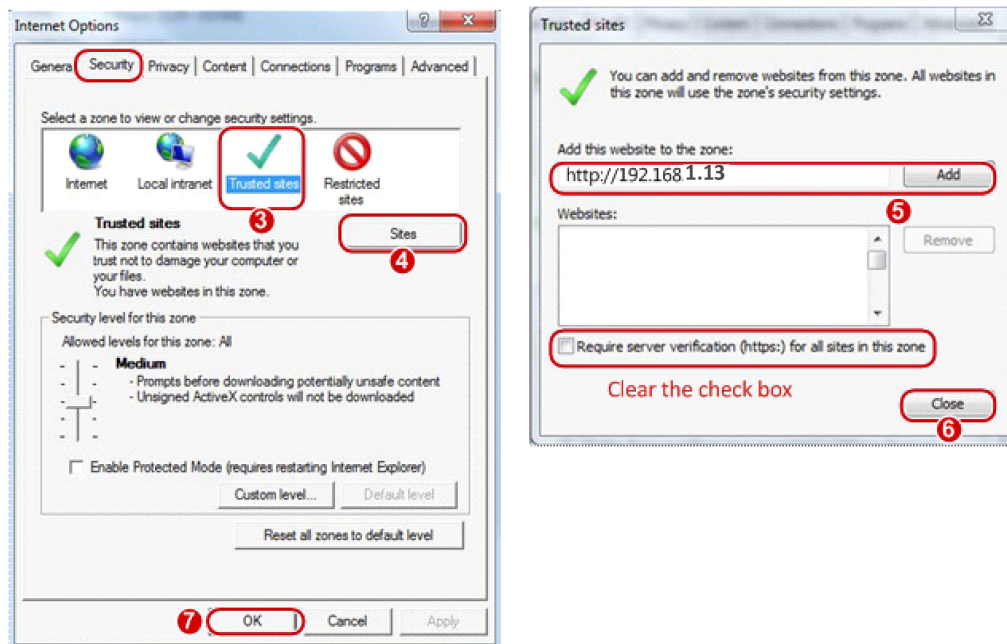 Internet Options
General Security Privacy Content Connections Programs Advanced
Select a zone to view or change security settings.
Internet Local intranet Trusted sites Restricted
sites
3
Trusted sites
This zone contains websites that you
trust not to damage your computer or
your files.
You have websites in this zone.
Sites
4
Security level for this zone
Allowed levels for this zone: All
Medium
- Prompts before downloading potentially unsafe content
- Unsigned ActiveX controls will not be downloaded
Enable Protected Mode (requires restarting Internet Explorer)
Custom level... Default level
Reset all zones to default level
7 OK Cancel Apply
Trusted sites
You can add and remove websites from this zone. All websites in
this zone will use the zone's security settings.
Add this website to the zone:
http://192.168 1.13 Add
5
Websites:
Remove
Require server verification (https:) for all sites in this zone
Clear the check box
Close
6